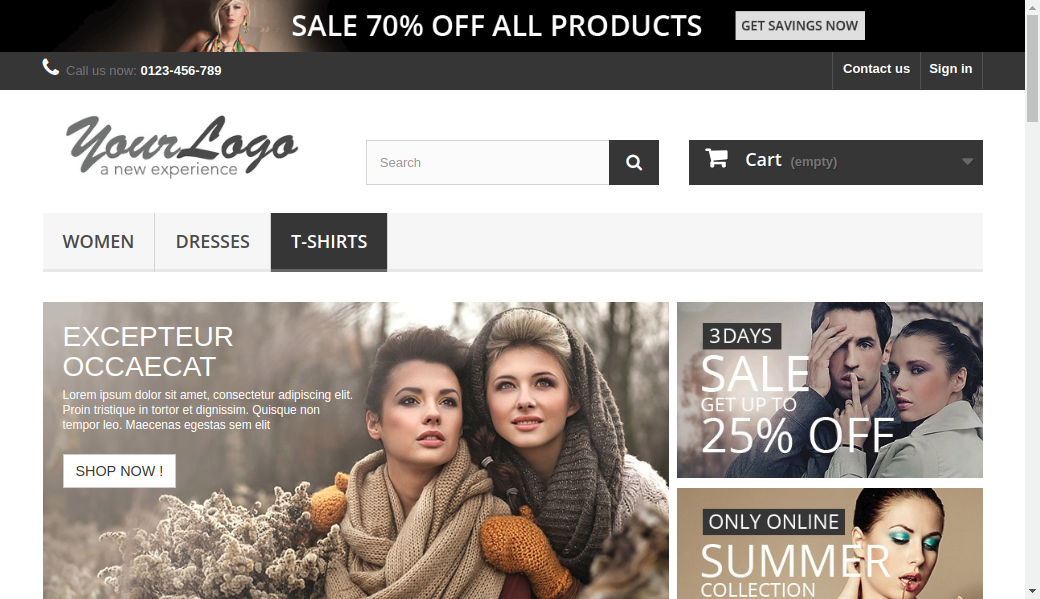 SALE 70% OFF ALL PRODUCTS
GET SAVINGS NOW
Call us now: 0123-456-789
Contact us
Sign in
YourLogo
a new experience
Search
Cart (empty)
WOMEN
DRESSES
T-SHIRTS
EXCEPTEUR
OCCAECAT
Lorem ipsum dolor sit amet, consectetur adipiscing elit.
Proin tristique in tortor et dignissim. Quisque non
tempor leo. Maecenas egestas sem elit
SHOP NOW !
3 DAYS
SALE
GET UP TO
25% OFF
ONLY ONLINE
SUMMER
COLLECTION